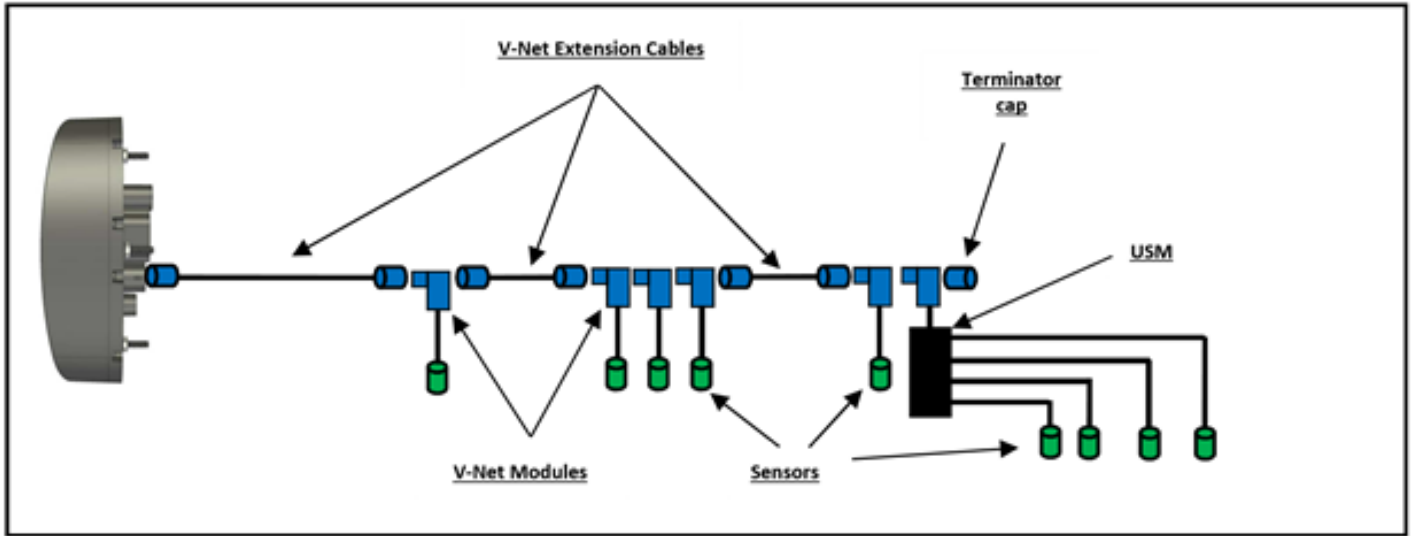 V-Net Extension Cables
Terminator
cap
USM
V-Net Modules
Sensors